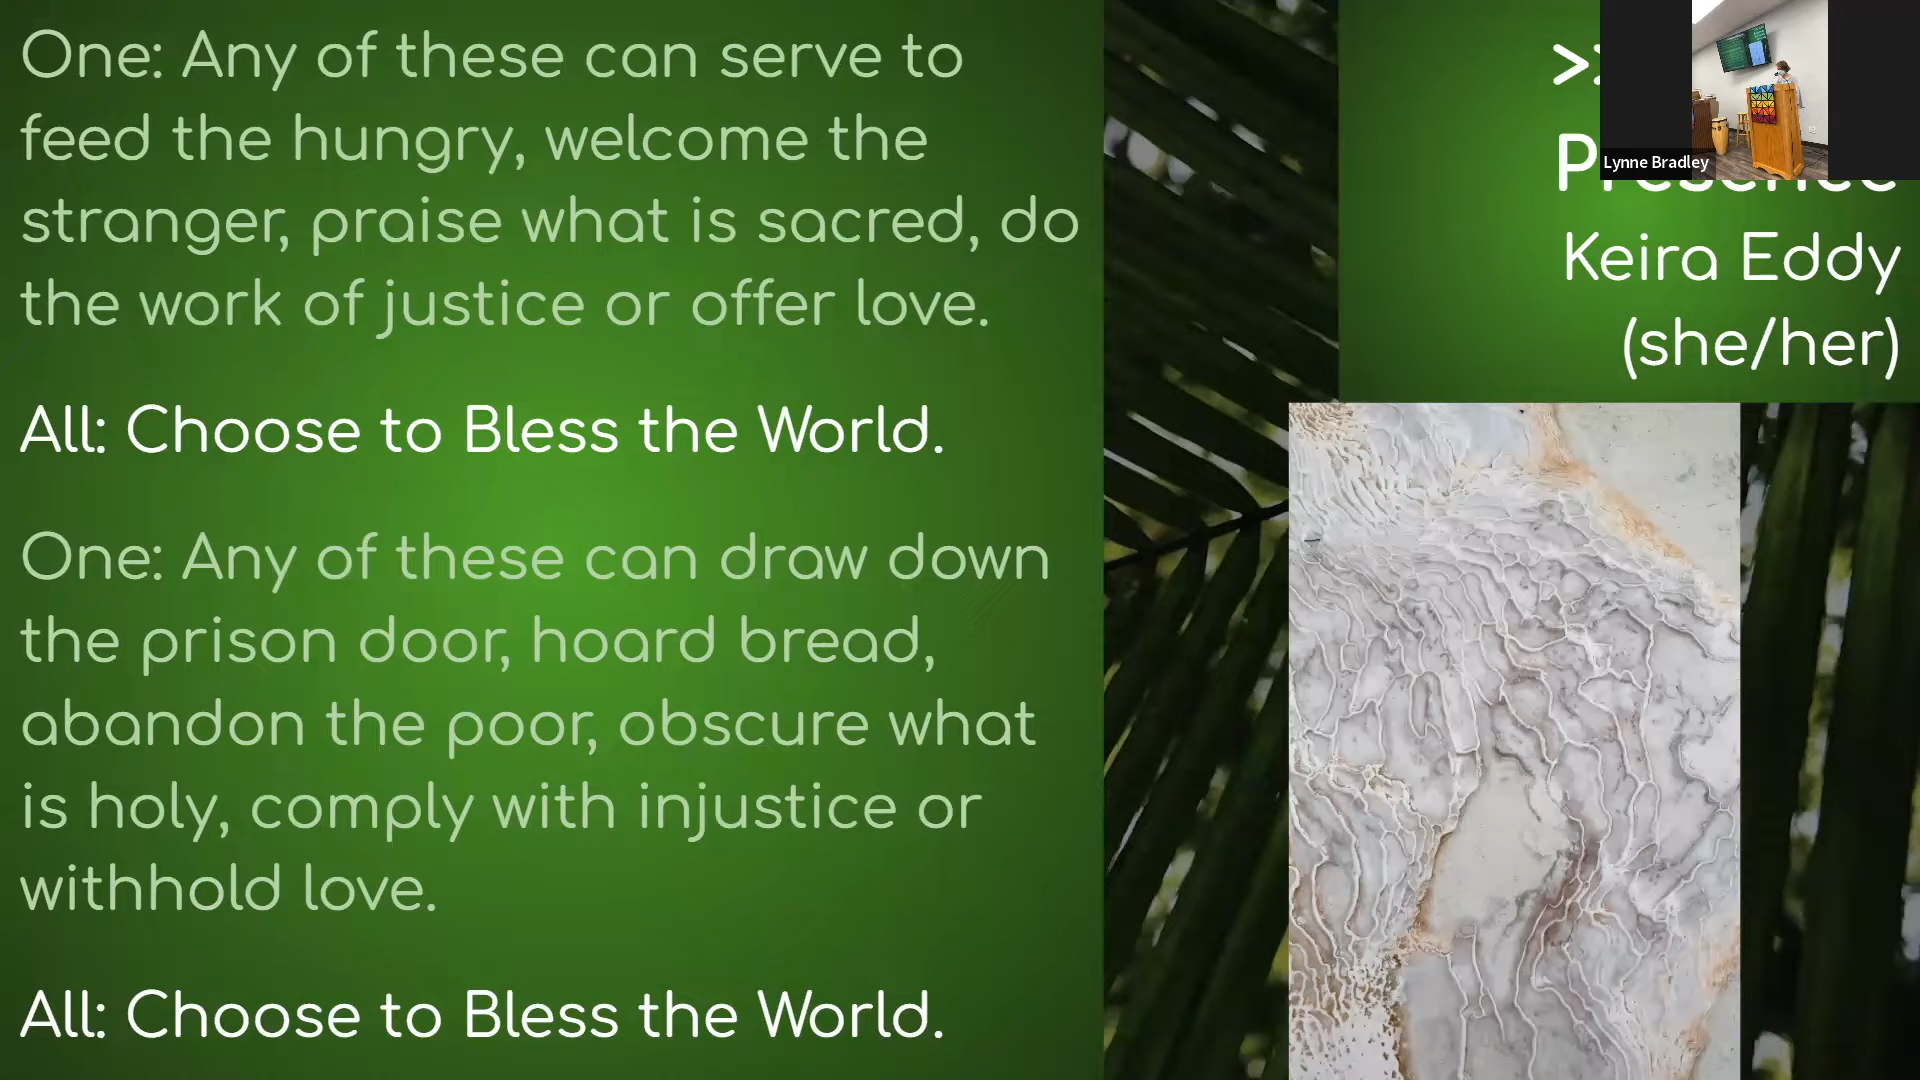 One: Any of these can serve to
feed the hungry, welcome the
stranger, praise what is sacred, do
the work of justice or offer love.
All: Choose to Bless the World.
One: Any of these can draw down
the prison door, hoard bread,
abandon the poor, obscure what
is holy, comply with injustice or
withhold love.
All: Choose to Bless the World.
Presence
Keira Eddy
(she/her)
Lynne Bradley